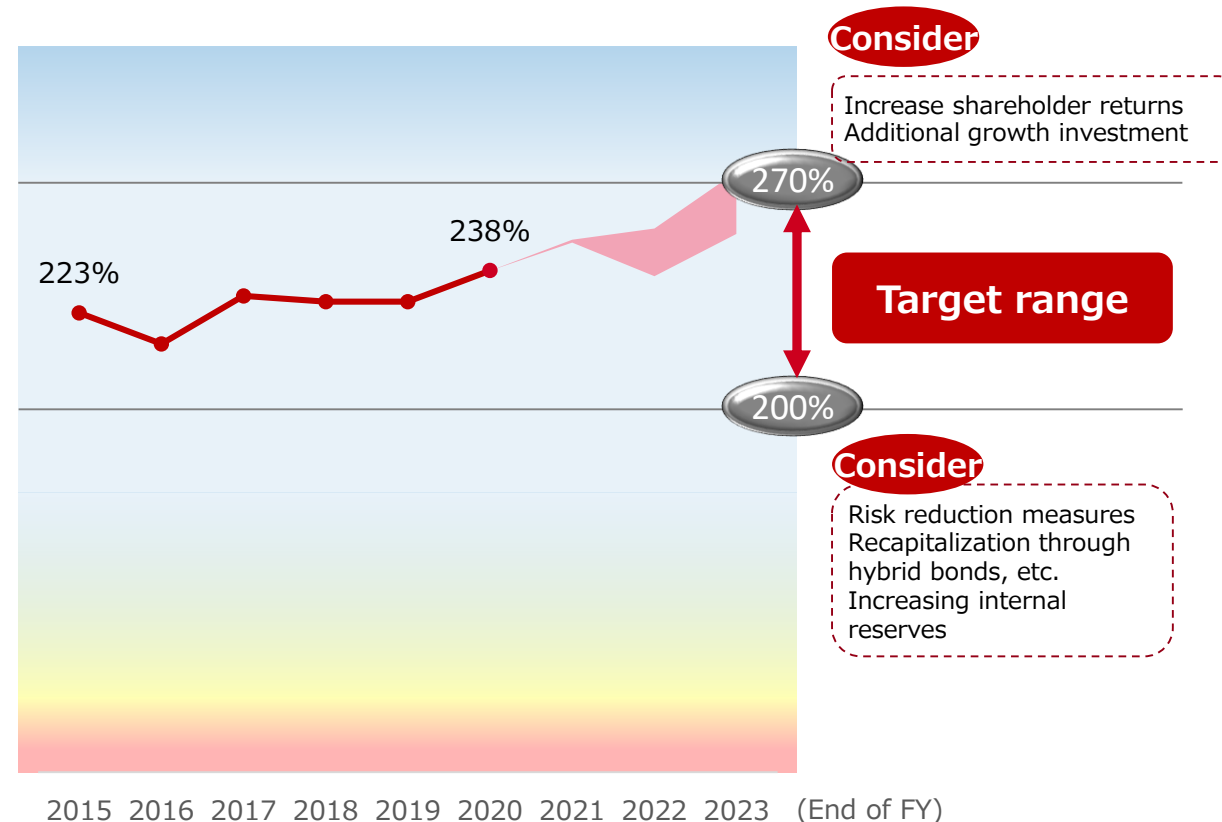 Consider
Increase shareholder returns
Additional growth investment
270%
238%
223%
Target range
200%
Consider
Risk reduction measures
Recapitalization through
hybrid bonds, etc.
Increasing internal
reserves
2015 2016 2017 2018 2019 2020 2021 2022 2023 (End of FY)